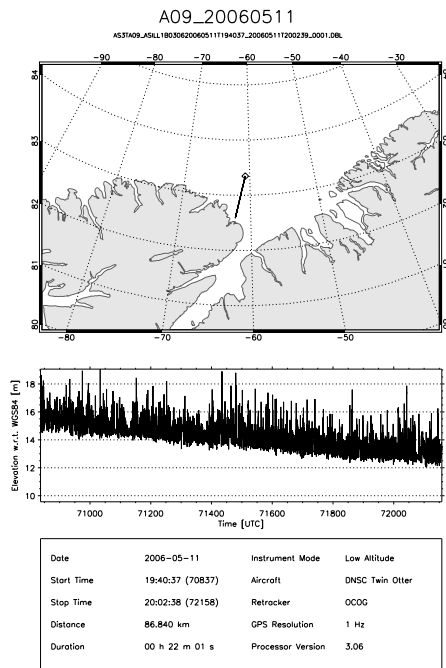 A09_20060511
AS3TA09_ASILL1B030620060511T194037_20060511T200239_0001.DBL
-90 -80 -70 -60 -50 -40 -30 -20
84
83
82
81
80
-80 -70 -60 -50
Elevation w.r.t. WGS84 [m]
18
16
14
12
10
71000 71200 71400 71600 71800 72000
Time [UTC]
Date 2006-05-11 Instrument Mode Low Altitude
Start Time 19:40:37 (70837) Aircraft DNSC Twin Otter
Stop Time 20:02:38 (72158) Retracker OCOG
Distance 86.840 km GPS Resolution 1 Hz
Duration 00 h 22 m 01 s Processor Version 3.06